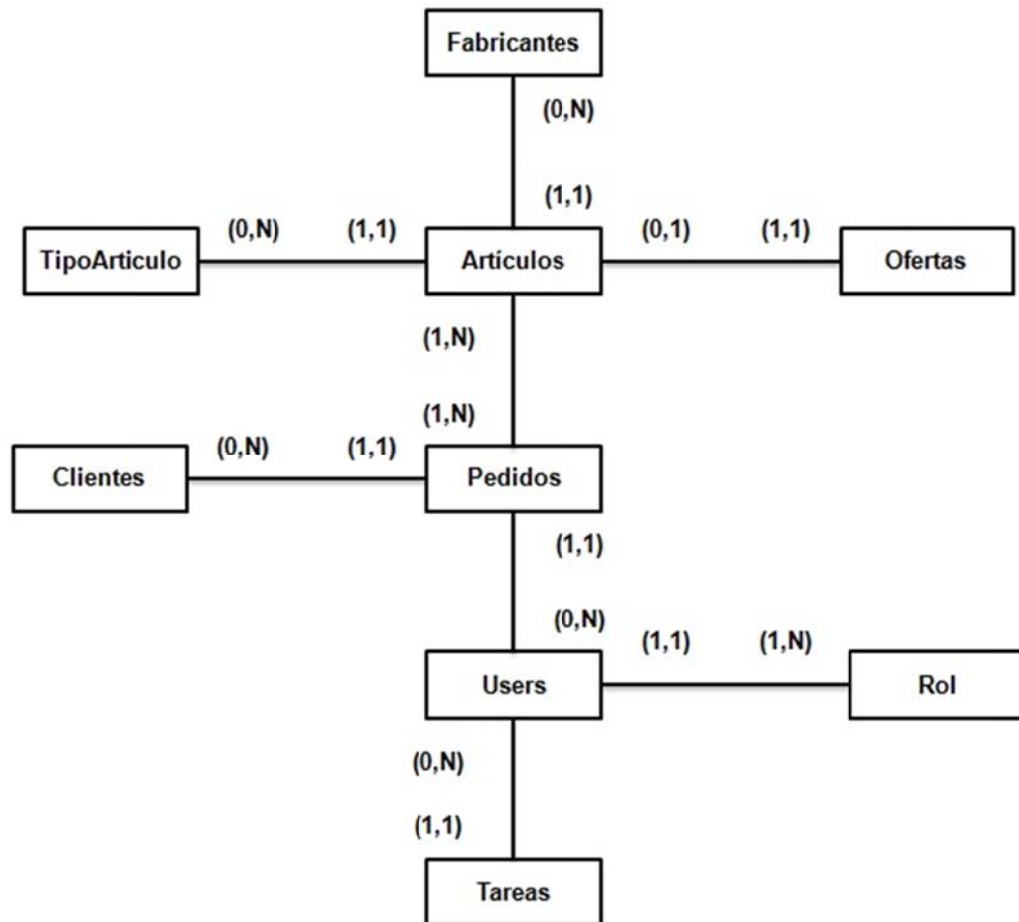 Fabricantes
(0,N)
(1,1)
(0,N) (1,1) (0,1) (1,1)
TipoArticulo Artículos Ofertas
(1,N)
(1,N)
(0,N) (1,1)
Clientes Pedidos
(1,1)
(0,N)
(1,1) (1,N)
Users Rol
(0,N)
(1,1)
Tareas